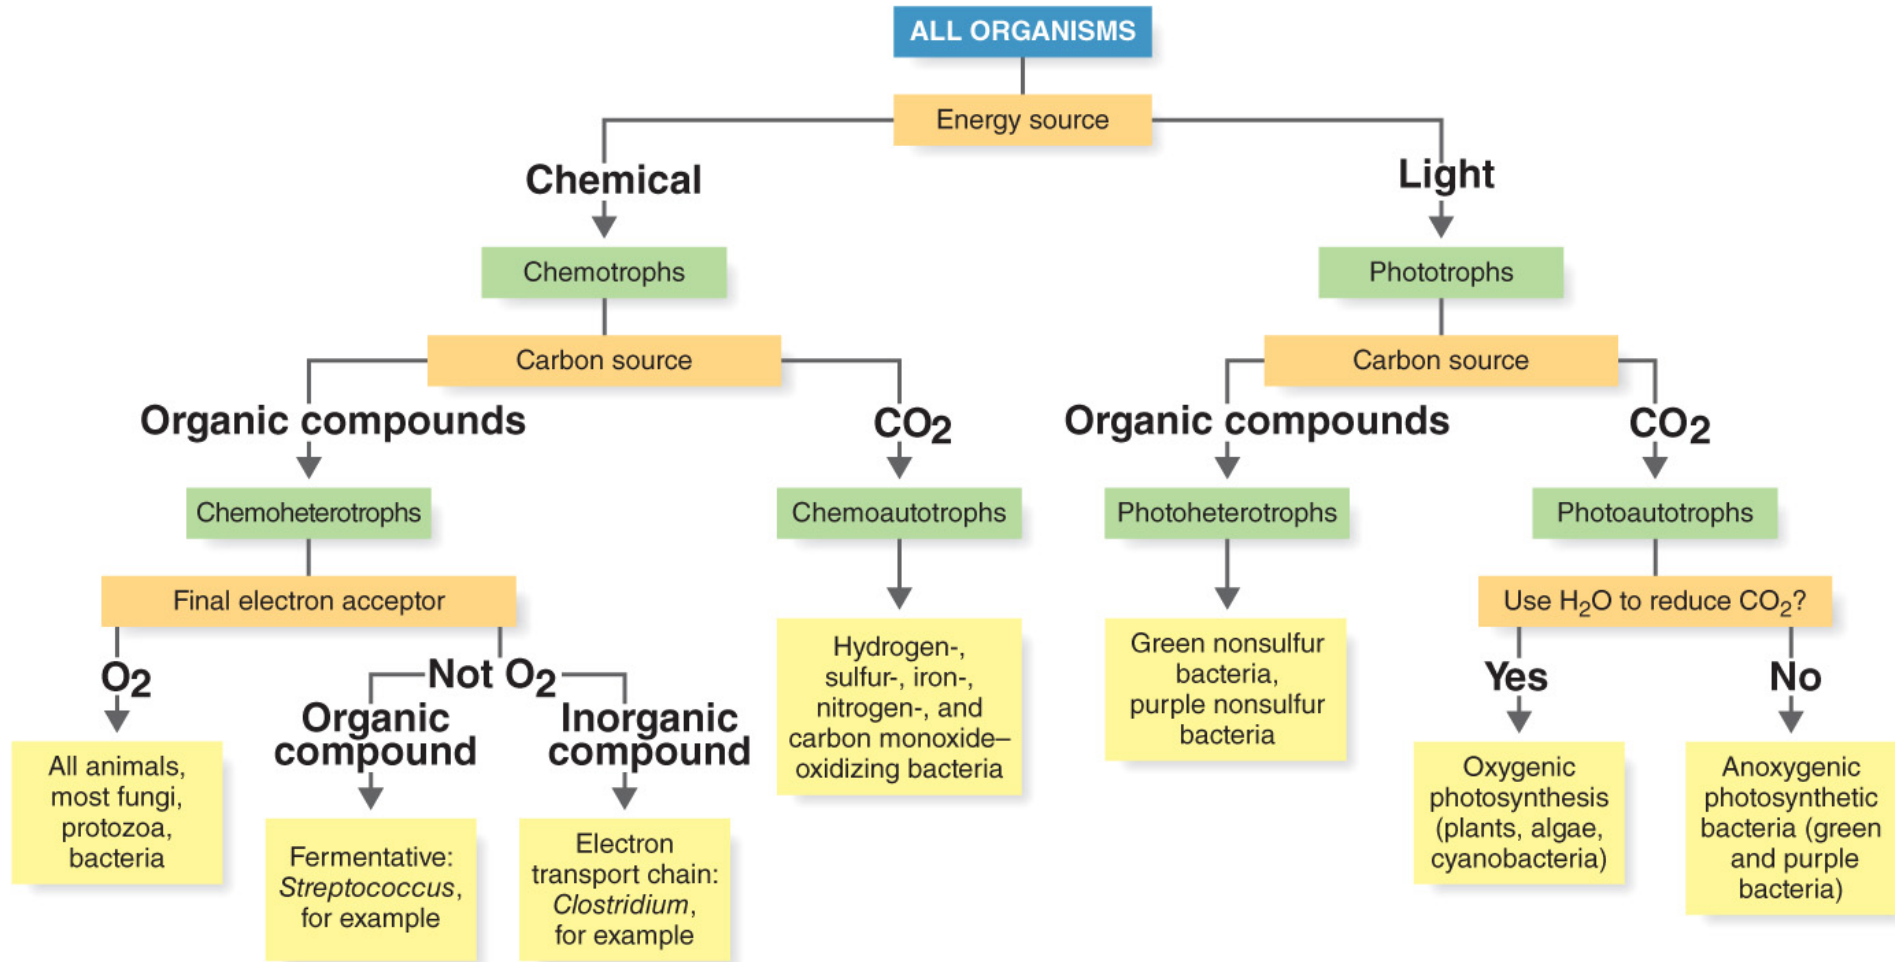 ALL ORGANISMS
Energy source
Chemical
Light
Chemotrophs
Phototrophs
Carbon source
Carbon source
Organic compounds
CO2
Organic compounds
CO2
Chemoheterotrophs
Chemoautotrophs
Photoheterotrophs
Photoautotrophs
Final electron acceptor
Use H₂O to reduce CO₂?
O2
Not O2
Organic
compound
Inorganic
compound
Yes
No
All animals,
most fungi,
protozoa,
bacteria
Fermentative:
Streptococcus,
for example
Electron
transport chain:
Clostridium,
for example
Hydrogen-,
sulfur-, iron-,
nitrogen-, and
carbon monoxide–
oxidizing bacteria
Green nonsulfur
bacteria,
purple nonsulfur
bacteria
Oxygenic
photosynthesis
(plants, algae,
cyanobacteria)
Anoxygenic
photosynthetic
bacteria (green
and purple
bacteria)